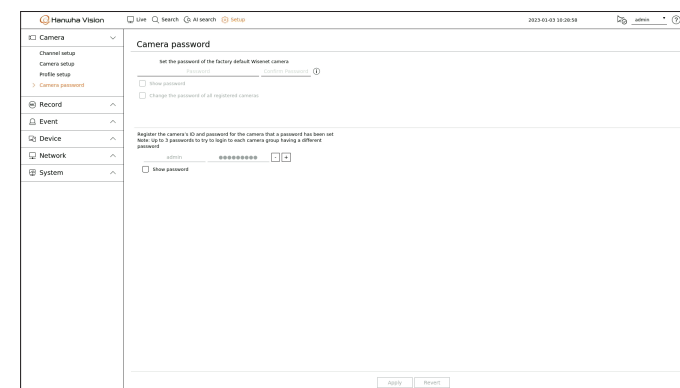 Hanwha Vision
Live Search AI search Setup
2023-01-03 10:28:58
admin
?
Camera
Channel setup
Camera setup
Profile setup
> Camera password
Record
Event
Device
Network
System
Camera password
Set the password of the factory default Wisenet camera
Password Confirm Password i
Show password
Change the password of all registered cameras
Register the camera's ID and password for the camera that a password has been set
Note: Up to 3 passwords to try to login to each camera group having a different
password
admin ●●●●●●●●● - +
Show password
Apply Revert